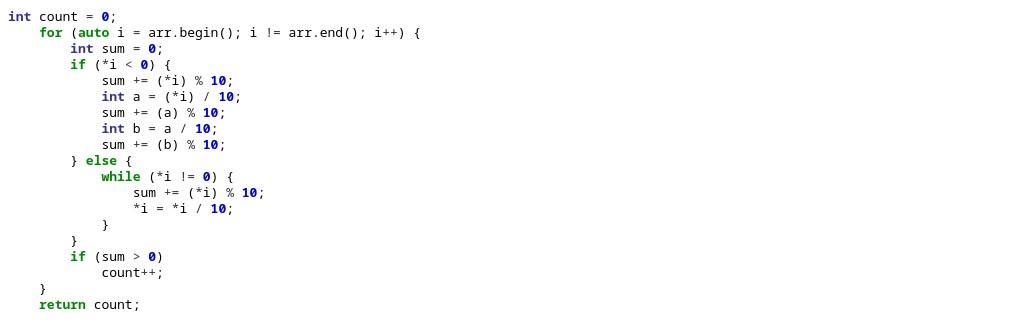 int count = 0;
    for (auto i = arr.begin(); i != arr.end(); i++) {
        int sum = 0;
        if (*i < 0) {
            sum += (*i) % 10;
            int a = (*i) / 10;
            sum += (a) % 10;
            int b = a / 10;
            sum += (b) % 10;
        } else {
            while (*i != 0) {
                sum += (*i) % 10;
                *i = *i / 10;
            }
        }
        if (sum > 0)
            count++;
    }
    return count;